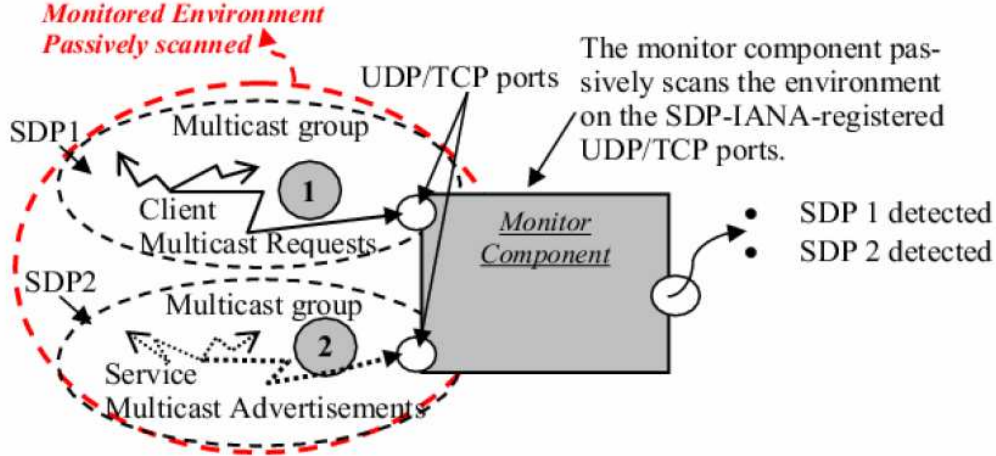 Monitored Environment
Passively scanned
UDP/TCP ports
The monitor component pas-
sively scans the environment
on the SDP-IANA-registered
UDP/TCP ports.
SDP1
Multicast group
1
Client
Multicast Requests
Monitor
Component
• SDP 1 detected
• SDP 2 detected
SDP2
Multicast group
2
Service
Multicast Advertisements